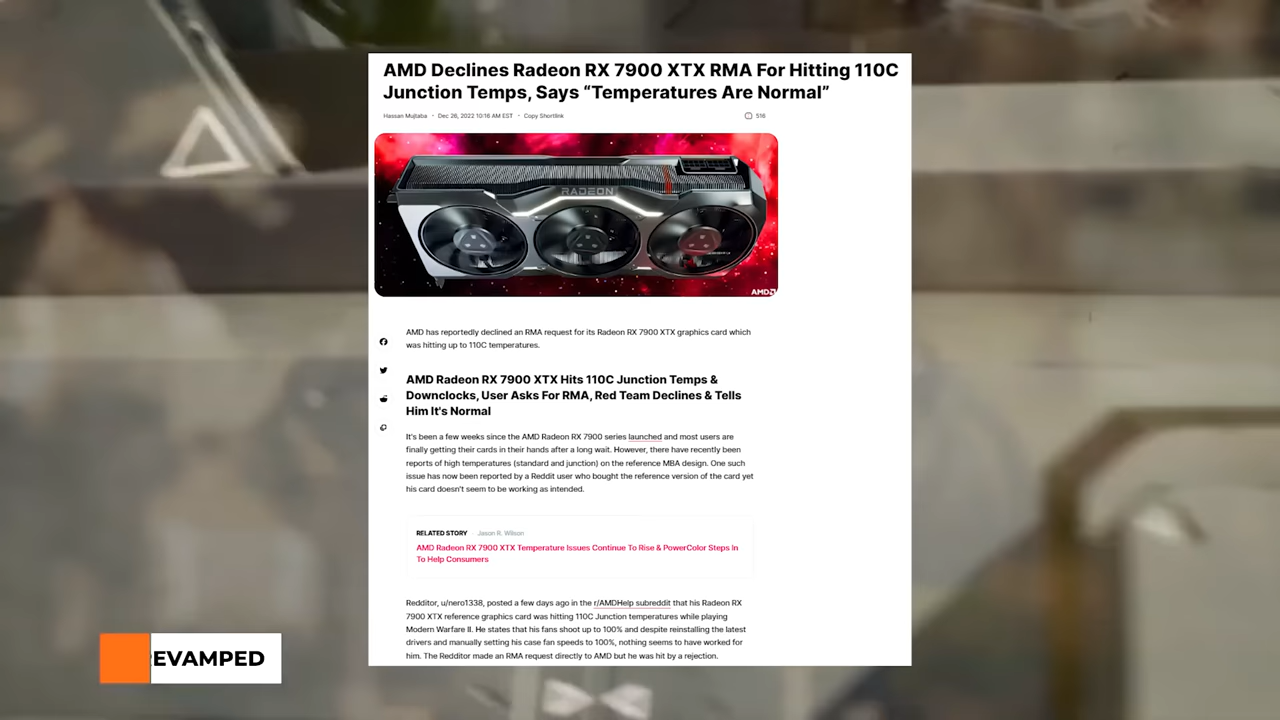 AMD Declines Radeon RX 7900 XTX RMA For Hitting 110C
Junction Temps, Says “Temperatures Are Normal”
Hassan Mujtaba • Dec 26, 2022 10:16 AM EST • Copy Shortlink
516
RADEON
AMD
AMD has reportedly declined an RMA request for its Radeon RX 7900 XTX graphics card which
was hitting up to 110C temperatures.
AMD Radeon RX 7900 XTX Hits 110C Junction Temps &
Downclocks, User Asks For RMA, Red Team Declines & Tells
Him It's Normal
It's been a few weeks since the AMD Radeon RX 7900 series launched and most users are
finally getting their cards in their hands after a long wait. However, there have recently been
reports of high temperatures (standard and junction) on the reference MBA design. One such
issue has now been reported by a Reddit user who bought the reference version of the card yet
his card doesn't seem to be working as intended.
RELATED STORY Jason R. Wilson
AMD Radeon RX 7900 XTX Temperature Issues Continue To Rise & PowerColor Steps In
To Help Consumers
Redditor, u/nero1338, posted a few days ago in the r/AMDHelp subreddit that his Radeon RX
7900 XTX reference graphics card was hitting 110C Junction temperatures while playing
Modern Warfare II. He states that his fans shoot up to 100% and despite reinstalling the latest
drivers and manually setting his case fan speeds to 100%, nothing seems to have worked for
him. The Redditor made an RMA request directly to AMD but he was hit by a rejection.
EVAMPED